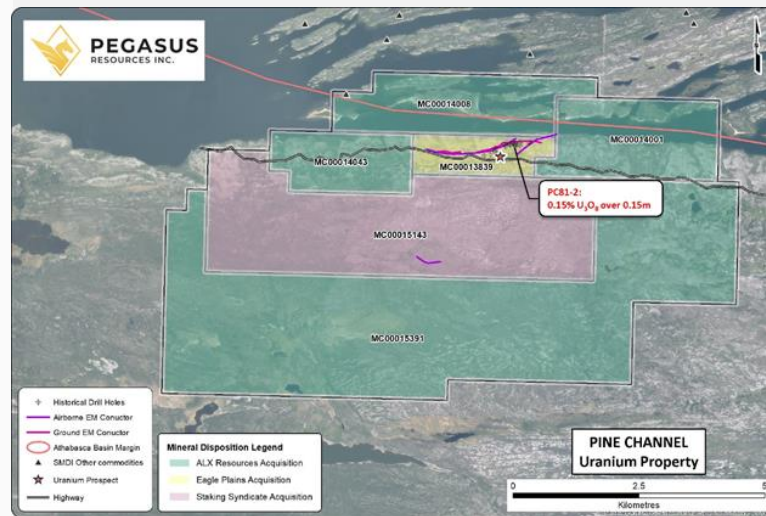 PEGASUS
RESOURCES INC.
MC00014008
MC00014001
MC00014043
MC00013839
PC81-2:
0.15% U3O8 over 0.15m
MC00015143
MC00015391
Historical Drill Holes
Airborne EM Conuctor
Ground EM Conuctor
Athabasca Basin Margin
SMDI Other commodities
Uranium Prospect
Highway
Mineral Disposition Legend
ALX Resources Acquisition
Eagle Plains Acquisition
Staking Syndicate Acquisition
PINE CHANNEL
Uranium Property
0 2.5 5
Kilometres